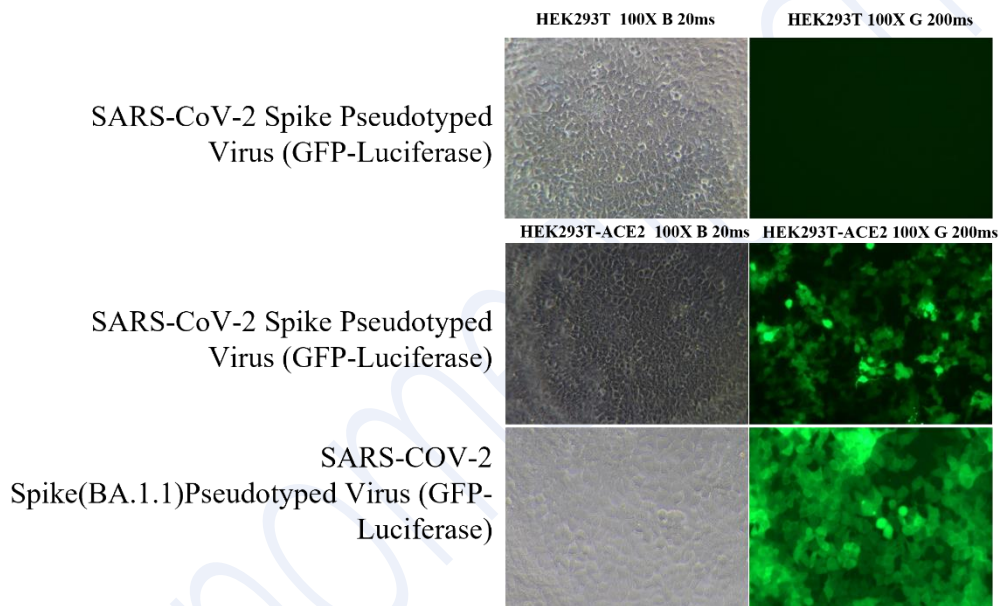 HEK293T 100X B 20ms
HEK293T 100X G 200ms
SARS-CoV-2 Spike Pseudotyped
Virus (GFP-Luciferase)
HEK293T-ACE2 100X B 20ms
HEK293T-ACE2 100X G 200ms
SARS-CoV-2 Spike Pseudotyped
Virus (GFP-Luciferase)
SARS-COV-2
Spike(BA.1.1)Pseudotyped Virus (GFP-
Luciferase)